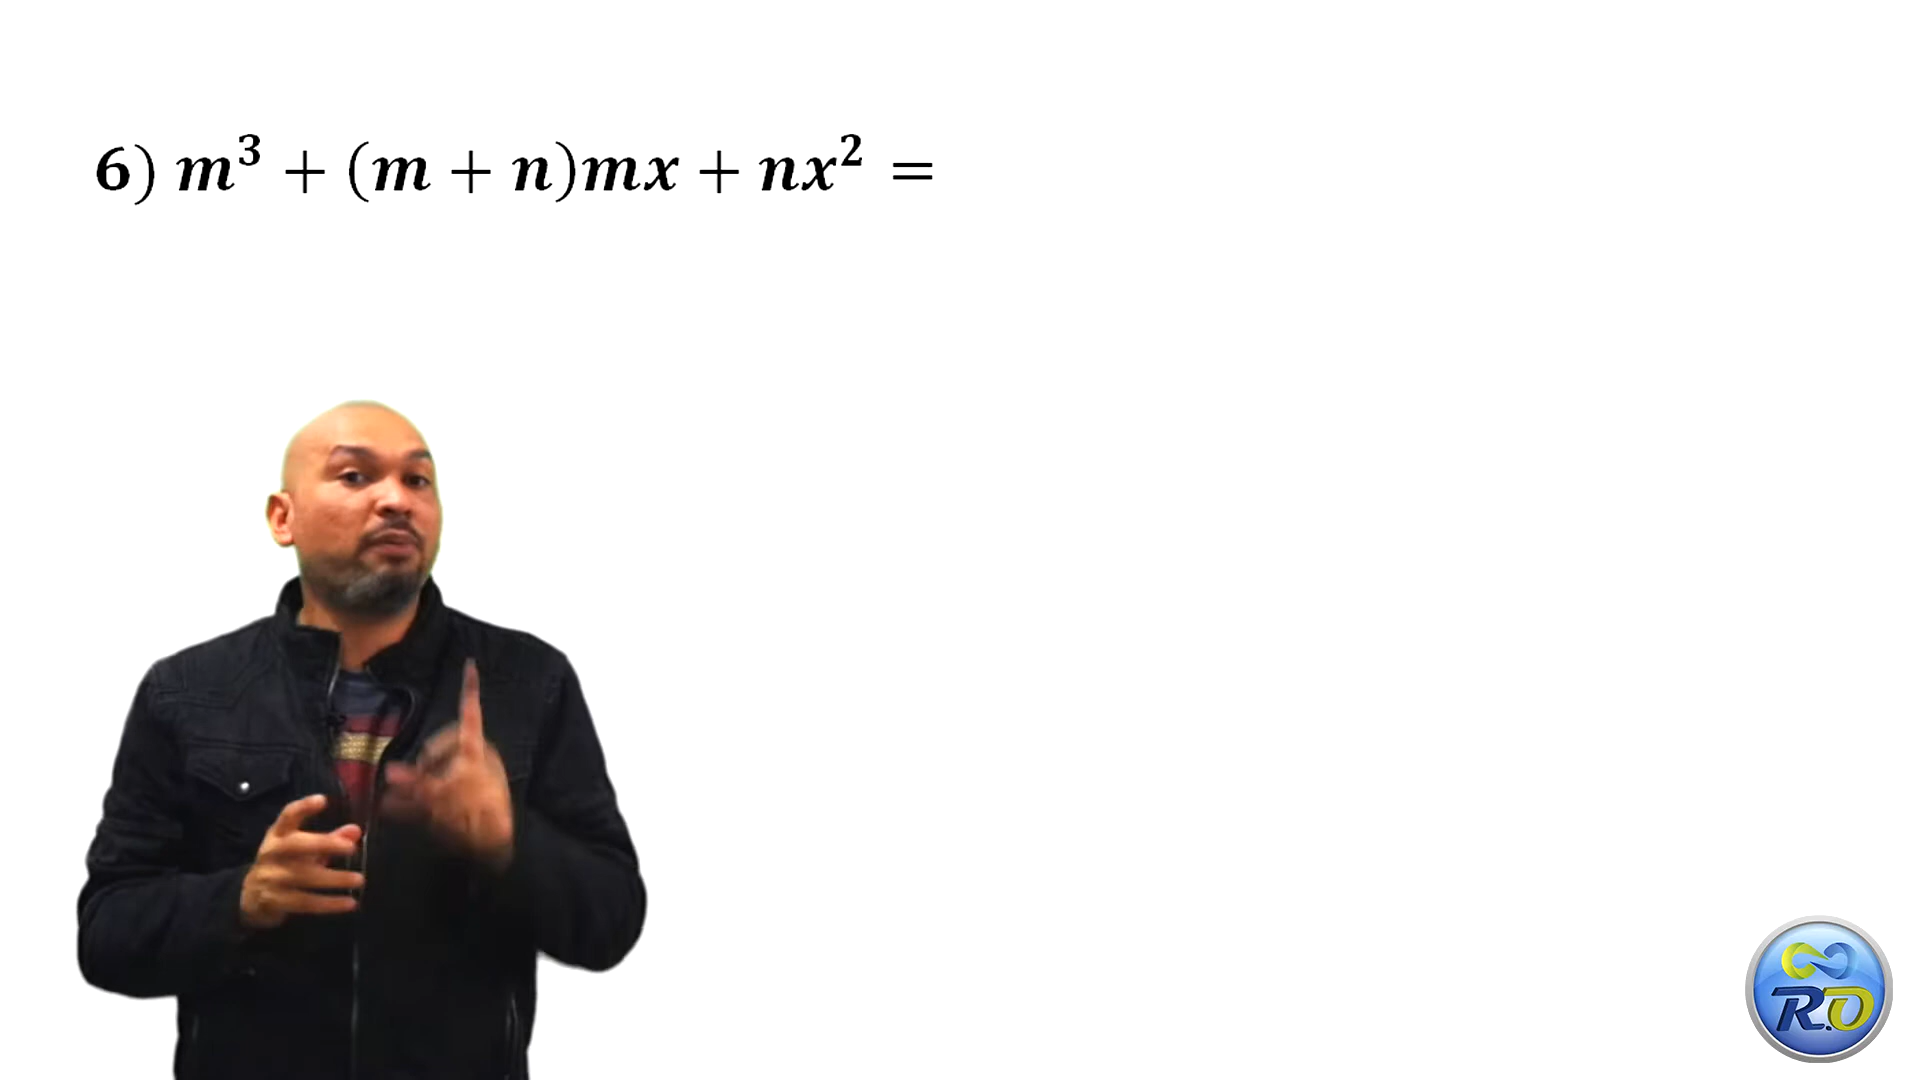 6) m³ + (m + n)mx + nx² =
R.D